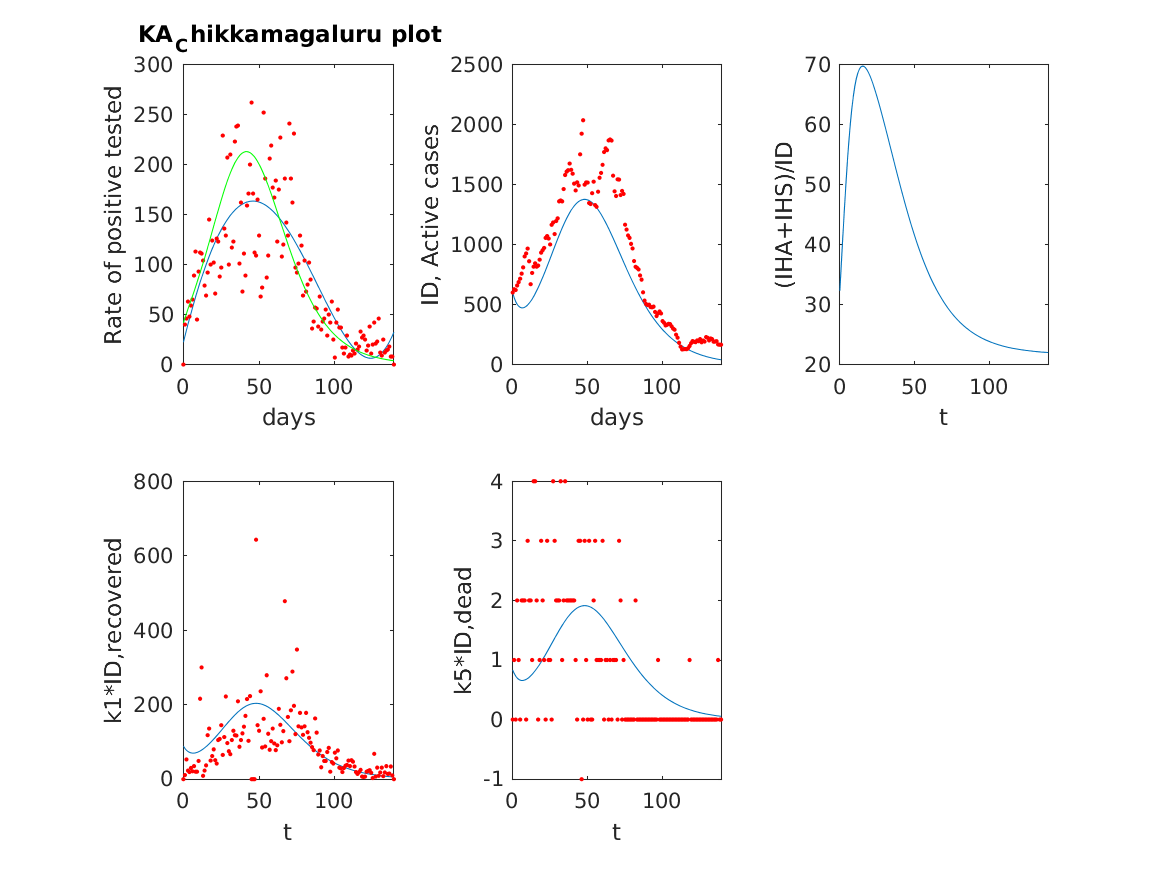 KA_Chikkamagaluru plot
300
250
200
150
100
50
0
0 50 100
Rate of positive tested
days
2500
2000
1500
1000
500
0
0 50 100
ID, Active cases
days
70
60
50
40
30
20
0 50 100
(IHA+IHS)/ID
t
800
600
400
200
0
0 50 100
k1*ID,recovered
t
4
3
2
1
0
-1
0 50 100
k5*ID,dead
t